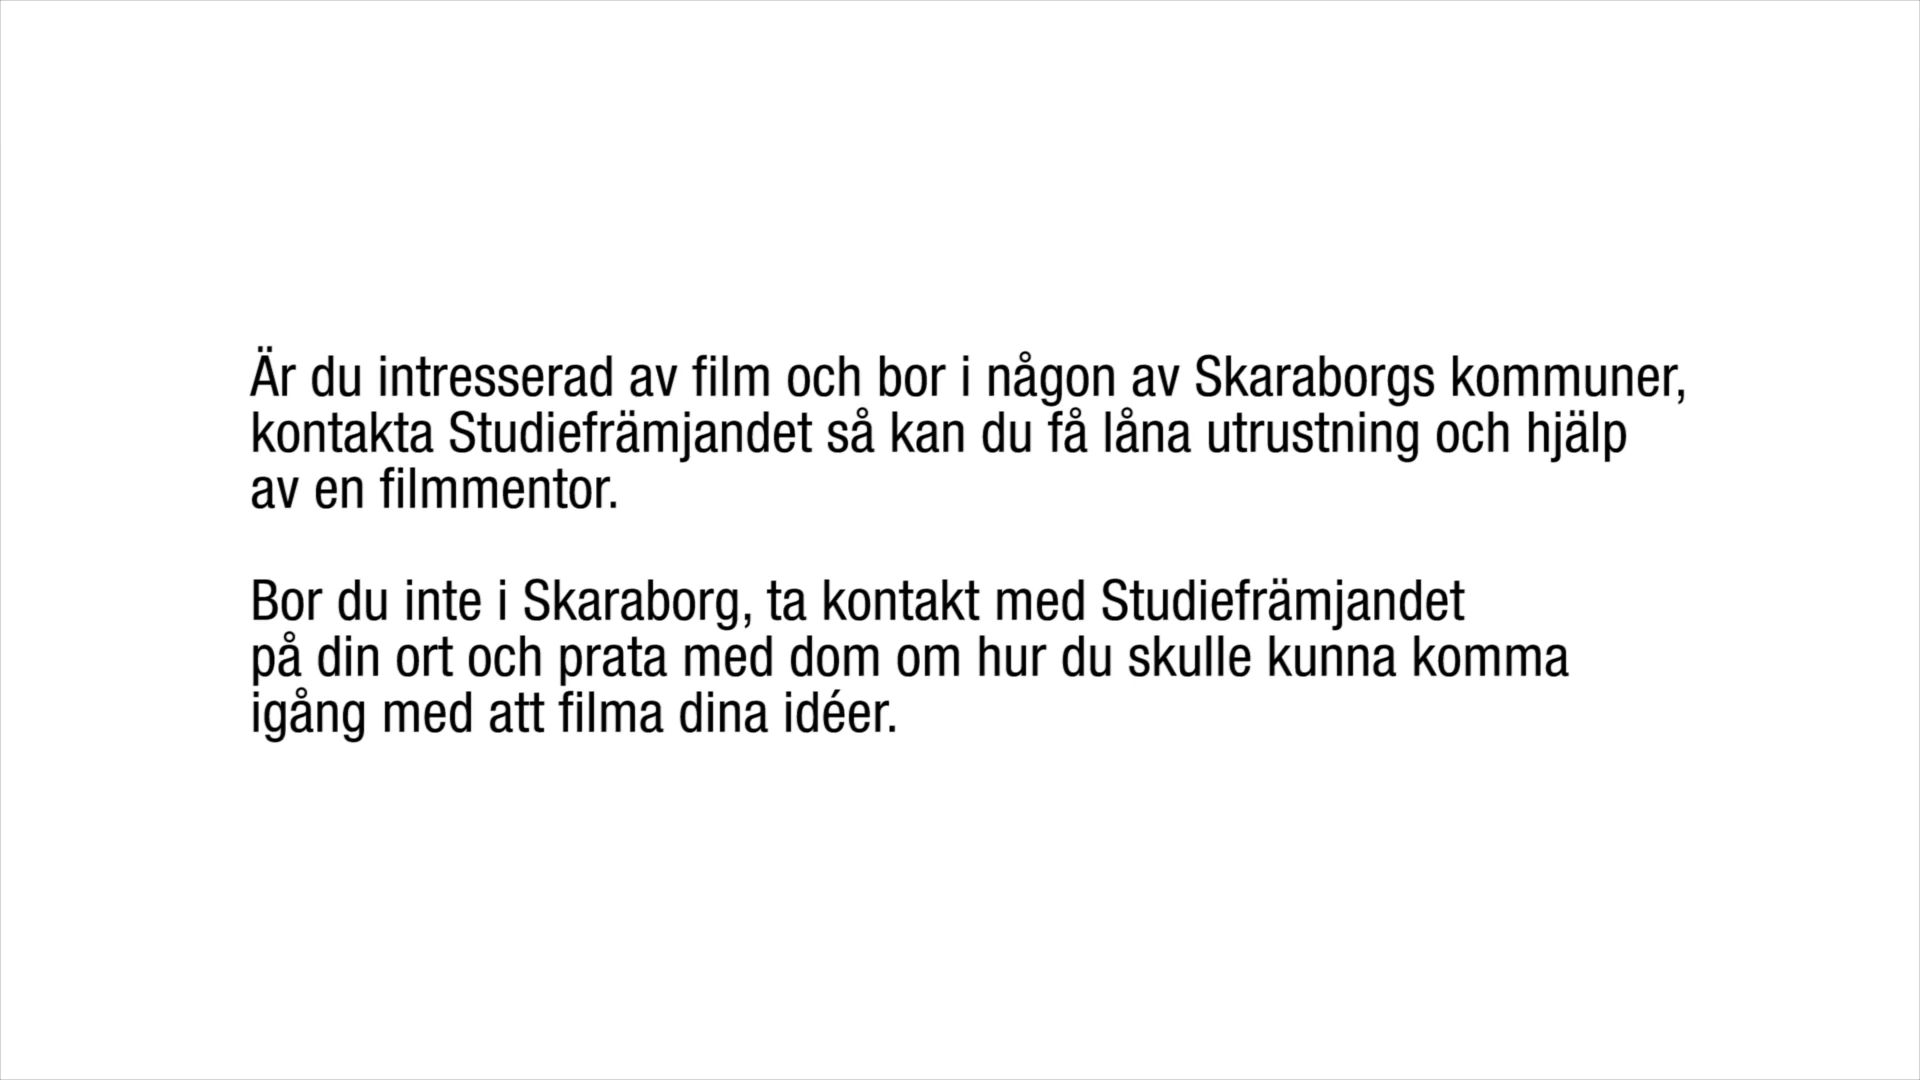 Är du intresserad av film och bor i någon av Skaraborgs kommuner,
kontakta Studiefrämjandet så kan du få låna utrustning och hjälp
av en filmmentor.
Bor du inte i Skaraborg, ta kontakt med Studiefrämjandet
på din ort och prata med dom om hur du skulle kunna komma
igång med att filma dina idéer.